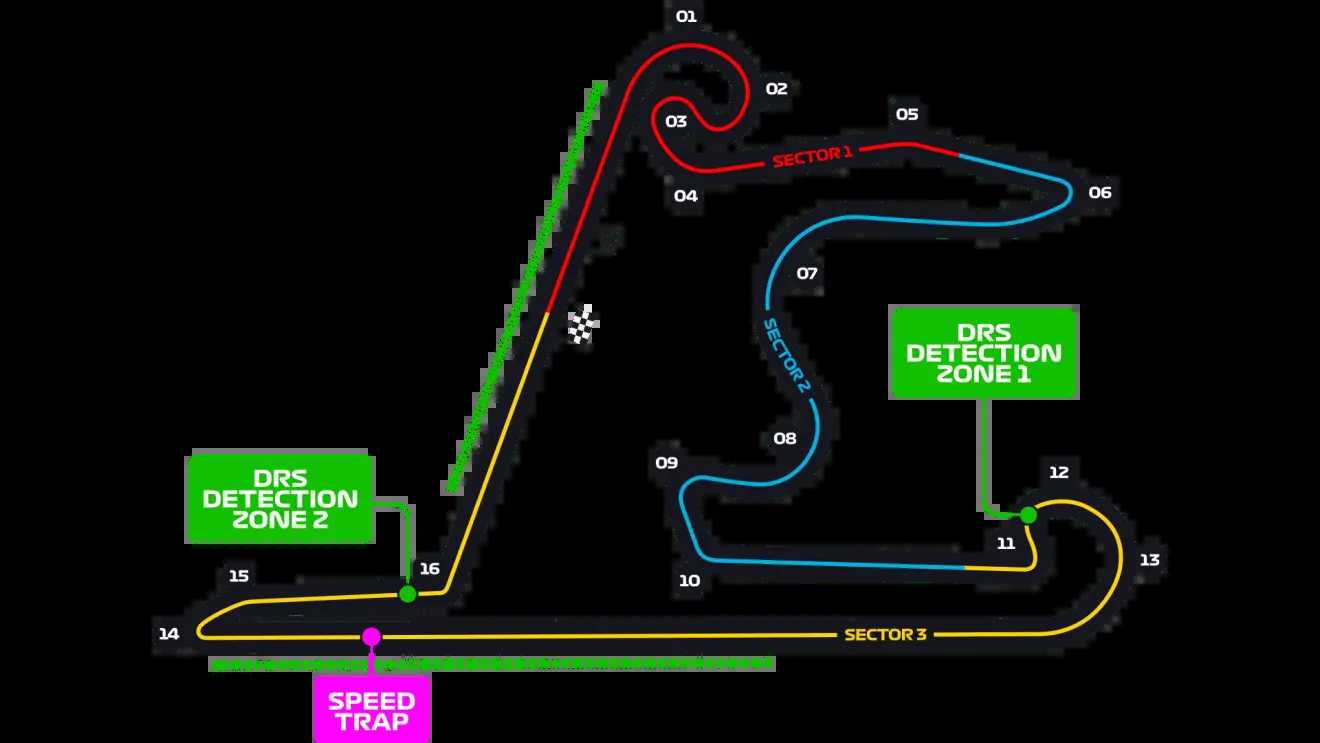 01
02
03
05
SECTOR 1
04
06
07
DRS
DETECTION
ZONE 1
SECTOR 2
08
09
12
DRS
DETECTION
ZONE 2
11
13
16
15
10
14
SECTOR 3
SPEED
TRAP